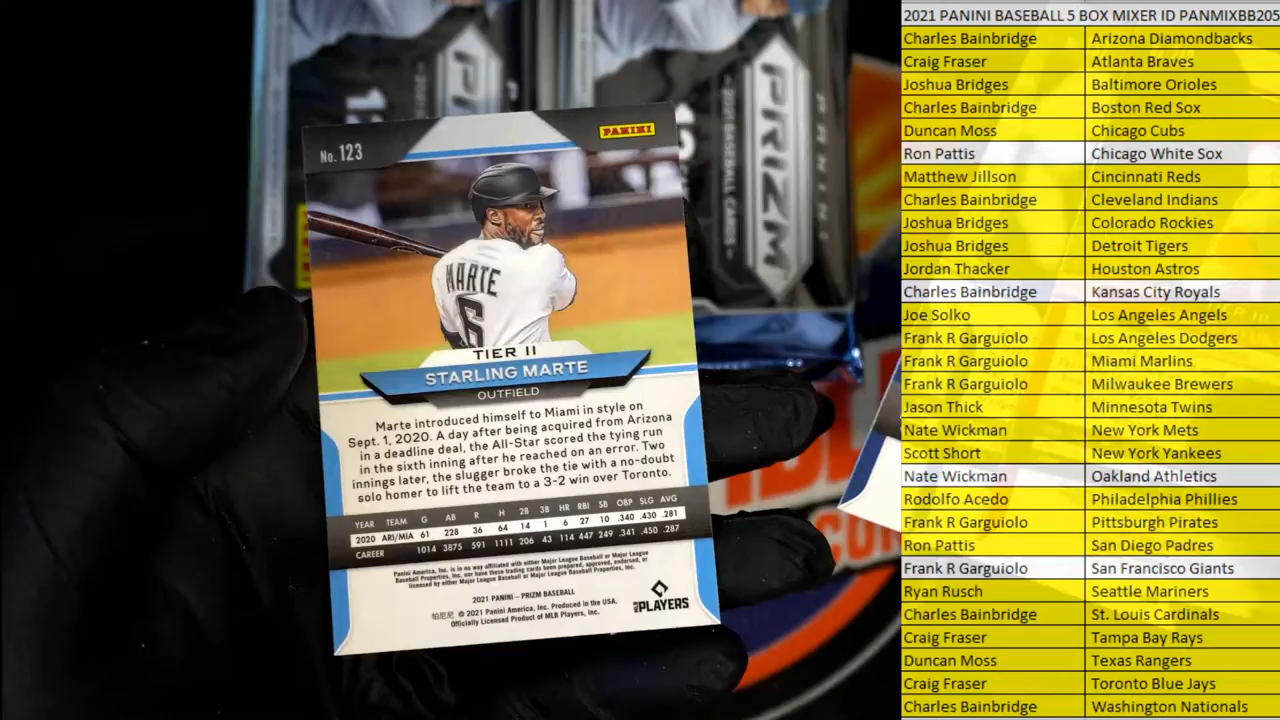 No. 123
PANINI
MARTE
6
TIER II
STARLING MARTE
OUTFIELD
Marte introduced himself to Miami in style on
Sept. 1, 2020. A day after being acquired from Arizona
in a deadline deal, the All-Star scored the tying run
in the sixth inning after he reached on an error. Two
innings later, the slugger broke the tie with a no-doubt
solo homer to lift the team to a 3-2 win over Toronto.
YEAR TEAM G AB R H 2B 3B HR RBI SB OBP SLG AVG
2020 ARI/MIA 61 228 36 64 14 1 6 27 10 .340 .430 .281
CAREER 1014 3875 591 1111 206 43 114 447 249 .341 .450 .287
Panini America, Inc. is in no way affiliated with either Major League Baseball or Major League
Baseball Properties, Inc. nor have these trading cards been prepared, approved, endorsed, or
licensed by either Major League Baseball or Major League Baseball Properties, Inc.
2021 PANINI – PRIZM BASEBALL
帕尼尼 © 2021 Panini America, Inc. Produced in the USA.
Officially Licensed Product of MLB Players, Inc.
PLAYERS
PRIZM
PANINI
PRIZM
2021 BASEBALL CARDS
2021 PANINI BASEBALL 5 BOX MIXER ID PANMIXBB205
Charles Bainbridge Arizona Diamondbacks
Craig Fraser Atlanta Braves
Joshua Bridges Baltimore Orioles
Charles Bainbridge Boston Red Sox
Duncan Moss Chicago Cubs
Ron Pattis Chicago White Sox
Matthew Jillson Cincinnati Reds
Charles Bainbridge Cleveland Indians
Joshua Bridges Colorado Rockies
Joshua Bridges Detroit Tigers
Jordan Thacker Houston Astros
Charles Bainbridge Kansas City Royals
Joe Solko Los Angeles Angels
Frank R Garguiolo Los Angeles Dodgers
Frank R Garguiolo Miami Marlins
Frank R Garguiolo Milwaukee Brewers
Jason Thick Minnesota Twins
Nate Wickman New York Mets
Scott Short New York Yankees
Nate Wickman Oakland Athletics
Rodolfo Acedo Philadelphia Phillies
Frank R Garguiolo Pittsburgh Pirates
Ron Pattis San Diego Padres
Frank R Garguiolo San Francisco Giants
Ryan Rusch Seattle Mariners
Charles Bainbridge St. Louis Cardinals
Craig Fraser Tampa Bay Rays
Duncan Moss Texas Rangers
Craig Fraser Toronto Blue Jays
Charles Bainbridge Washington Nationals